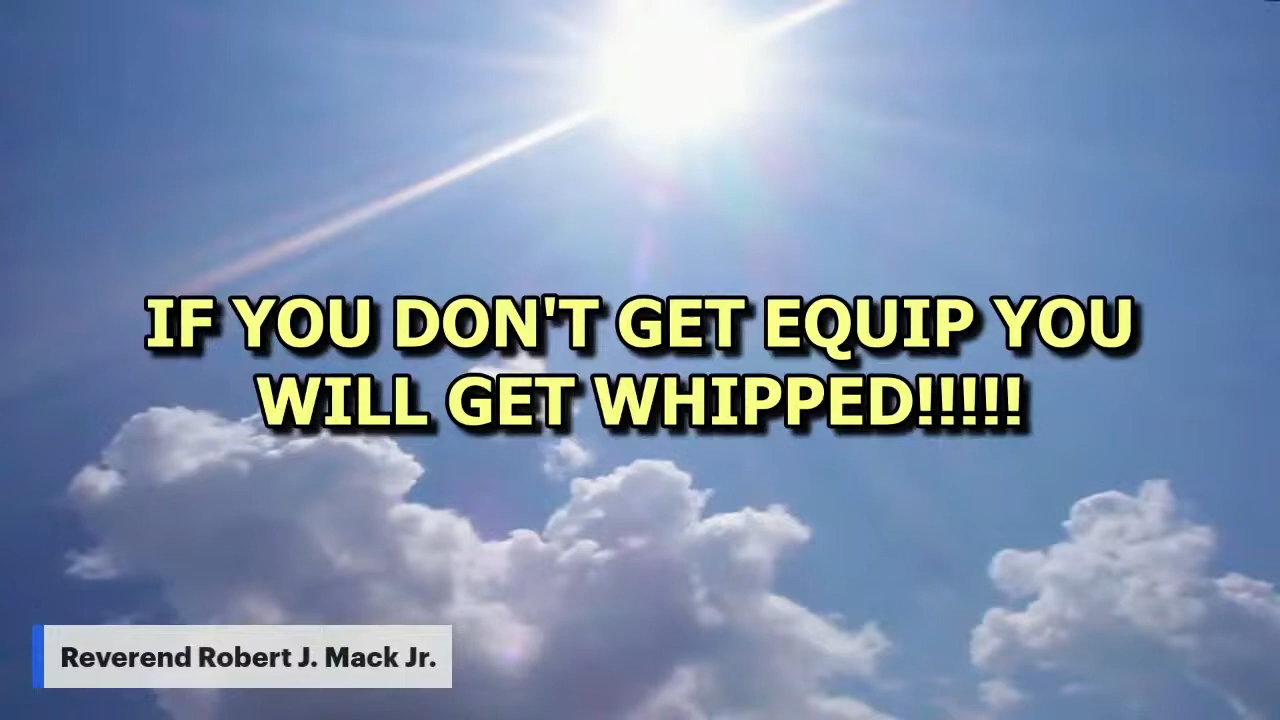 IF YOU DON'T GET EQUIP YOU
WILL GET WHIPPED!!!!!
Reverend Robert J. Mack Jr.